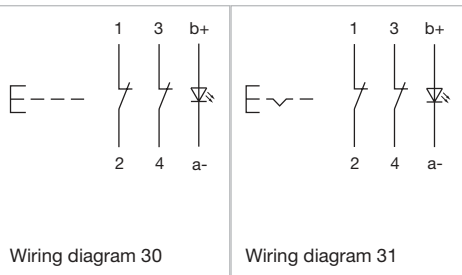 1 3 b+
2 4 a-
Wiring diagram 30
1 3 b+
2 4 a-
Wiring diagram 31